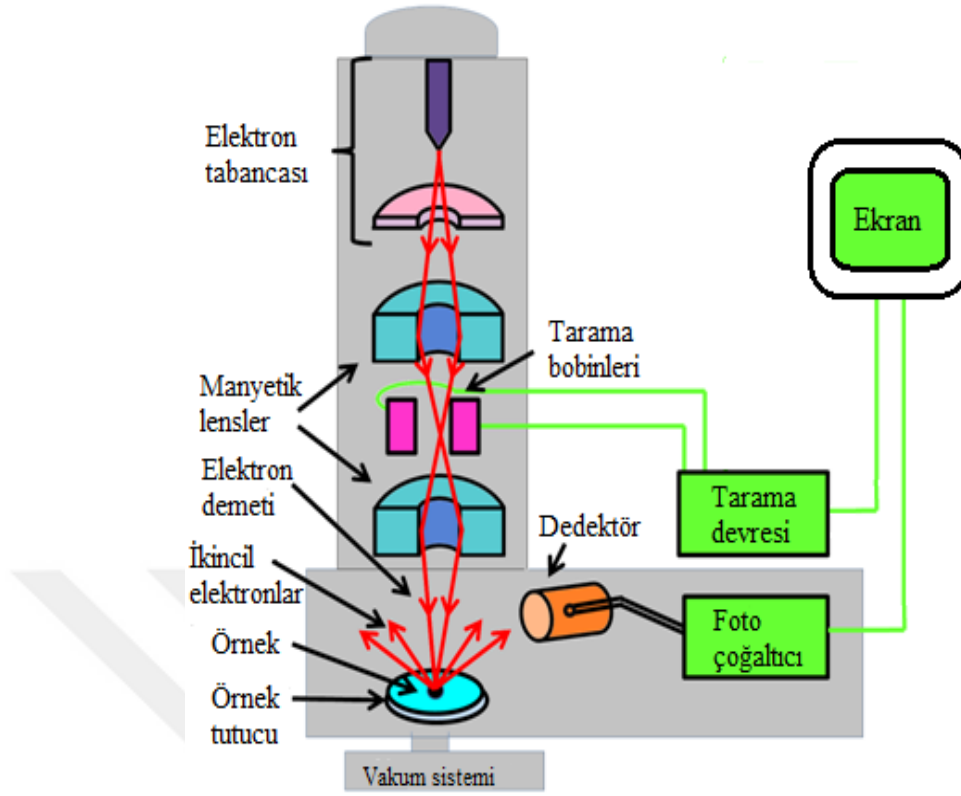 Elektron
tabancası
Ekran
Tarama
bobinleri
Manyetik
lensler
Elektron
demeti
Tarama
devresi
Dedektör
İkincil
elektronlar
Foto
çoğaltıcı
Örnek
Örnek
tutucu
Vakum sistemi